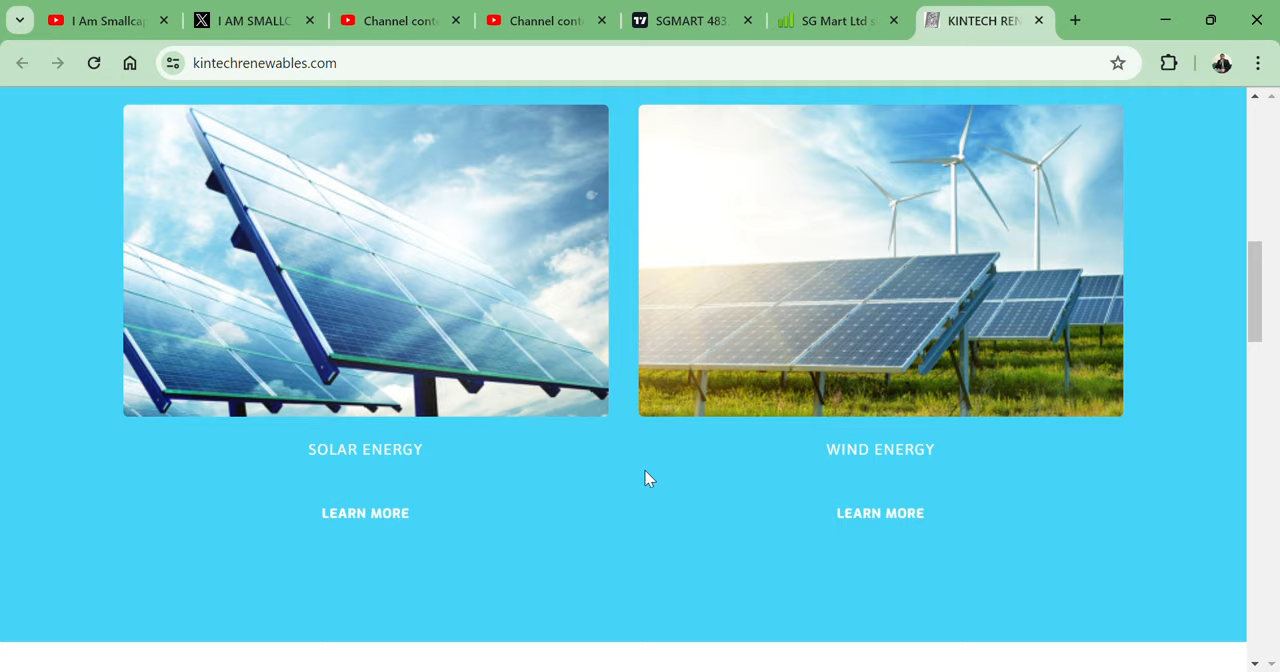 I Am Smallca
I AM SMALLC
Channel cont
Channel cont
SGMART 483.
SG Mart Ltd s
KINTECH REN
kintechrenewables.com
SOLAR ENERGY
WIND ENERGY
LEARN MORE
LEARN MORE